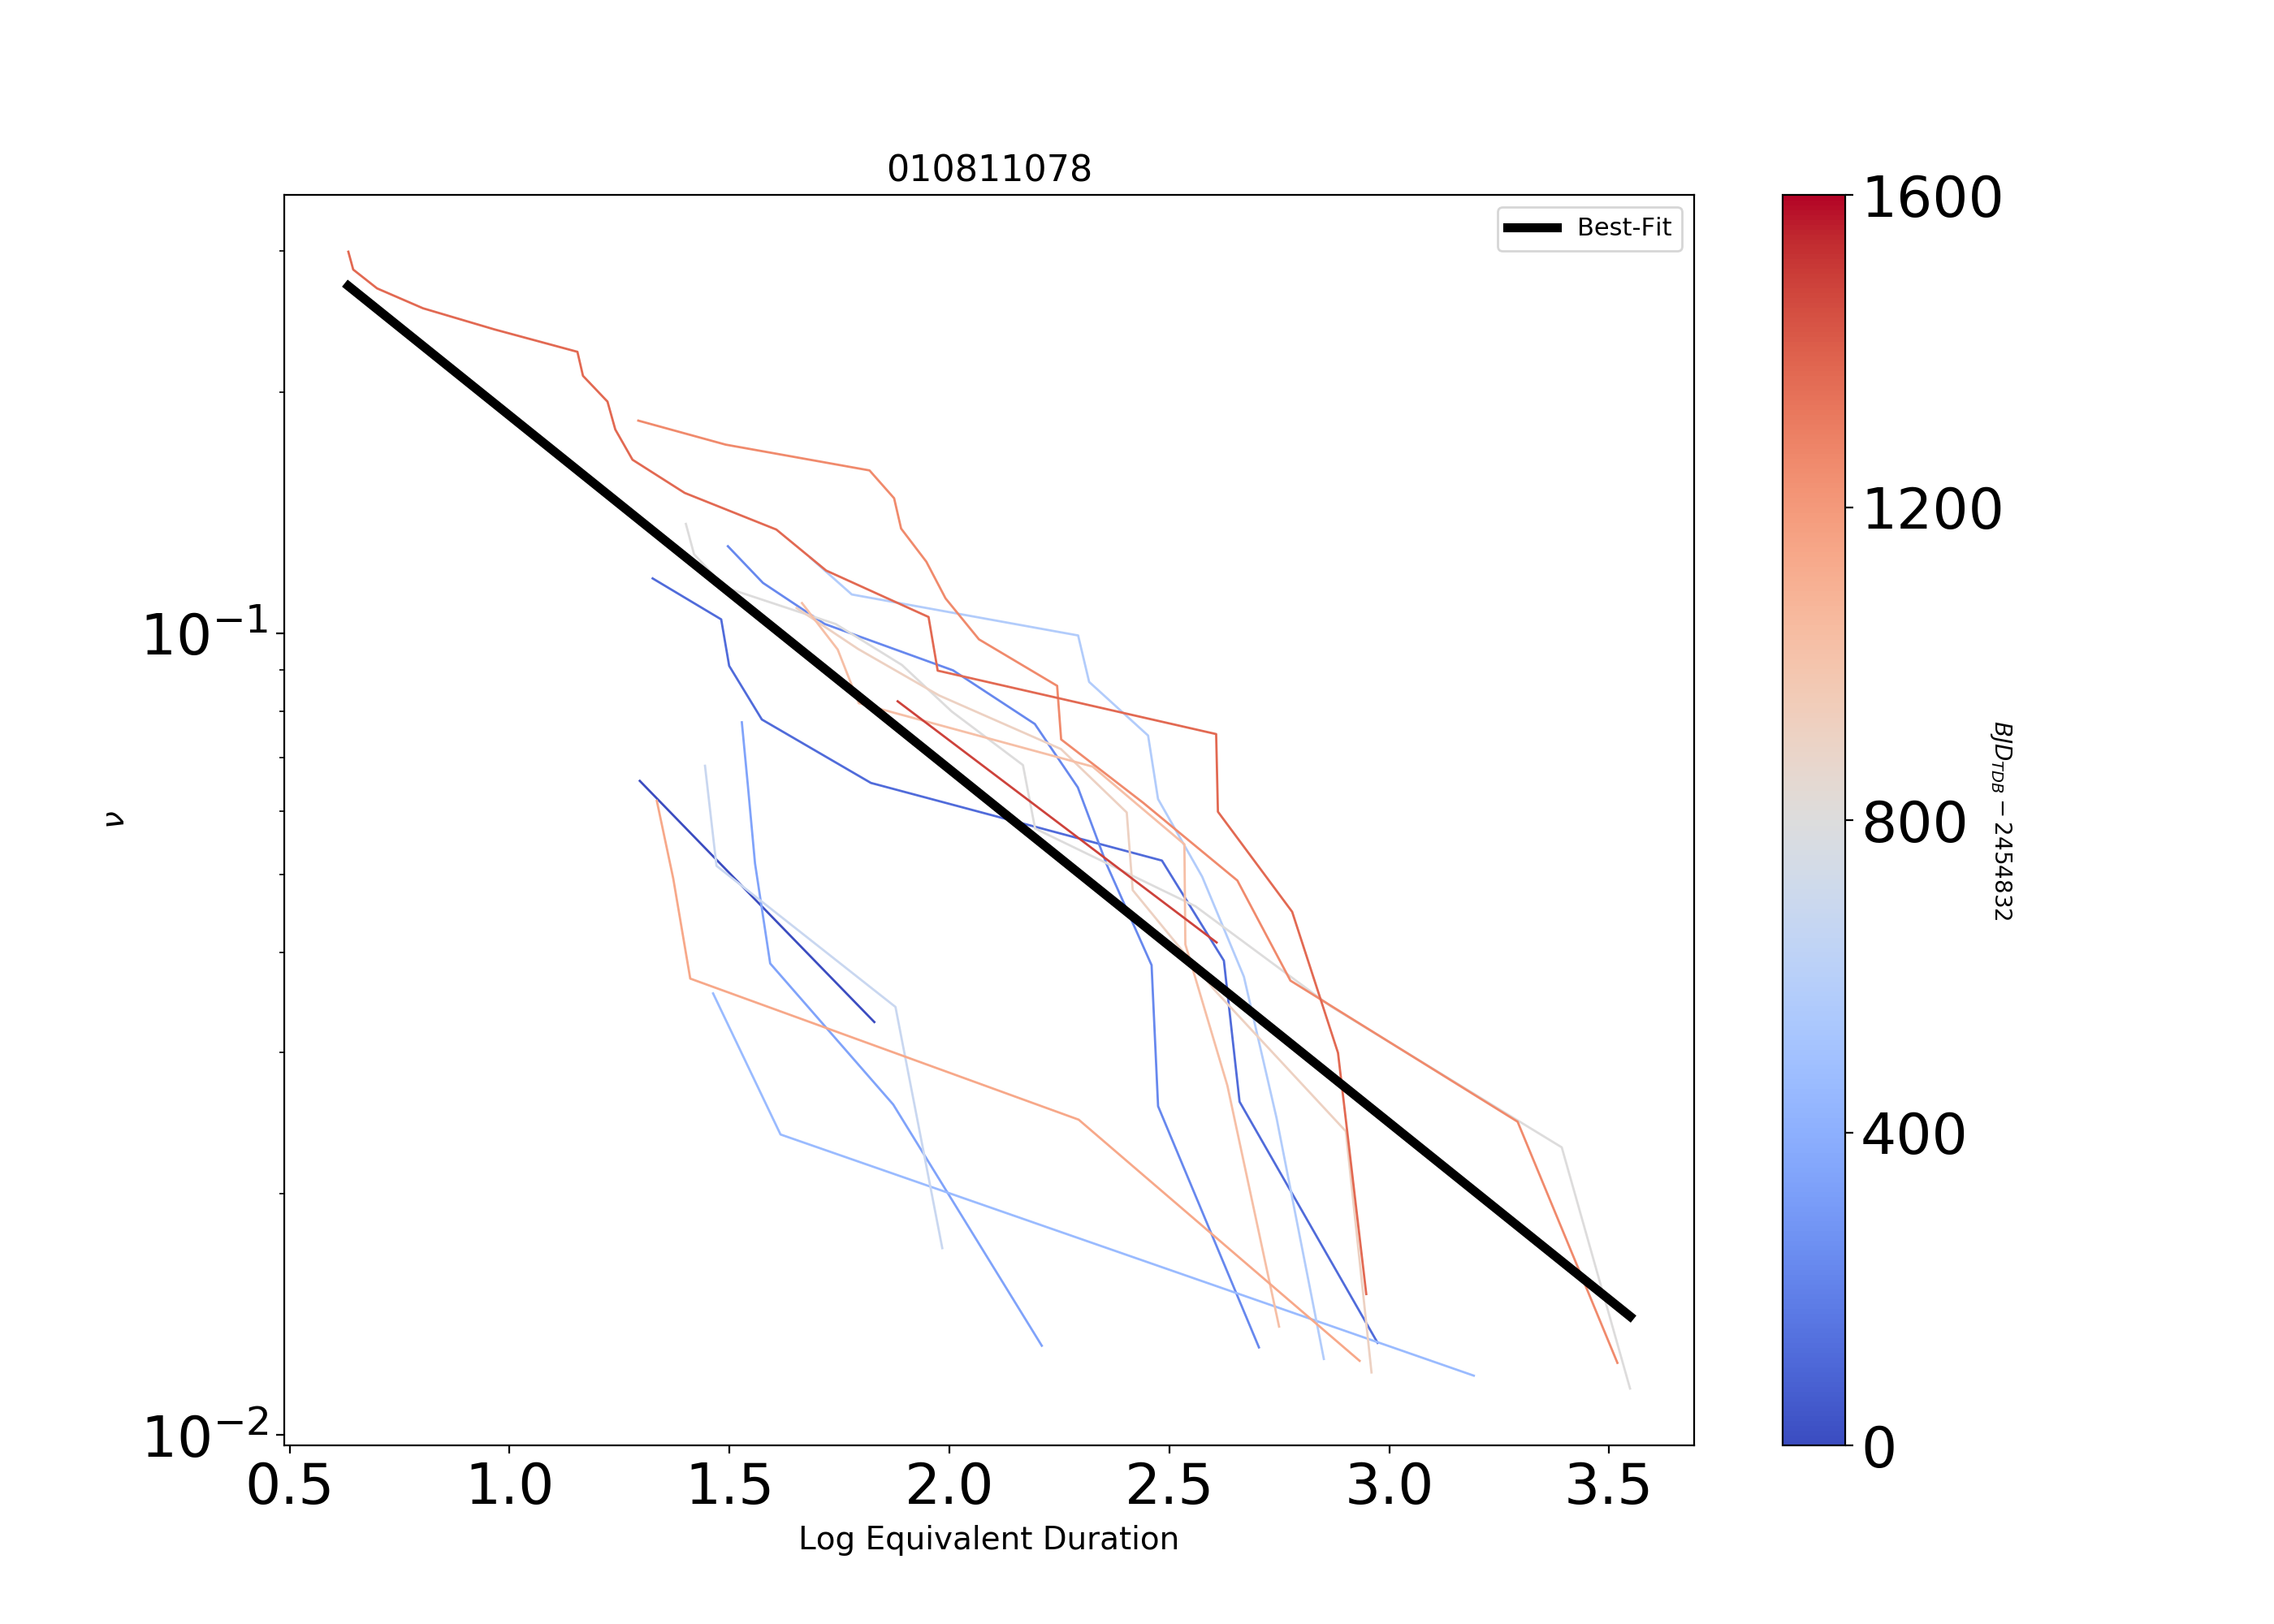 010811078
Best-Fit
10⁻¹
10⁻²
ν
0.5 1.0 1.5 2.0 2.5 3.0 3.5
Log Equivalent Duration
1600
1200
800
400
0
BJD_TDB − 2454832